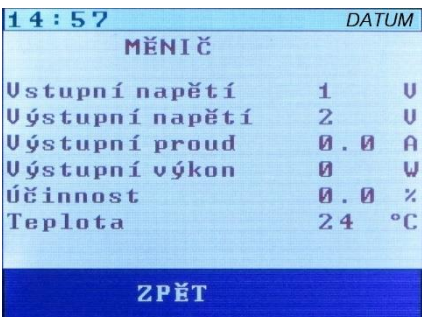 14:57 DATUM
MĚNIČ
Vstupní napětí 1 V
Výstupní napětí 2 V
Výstupní proud 0.0 A
Výstupní výkon 0 W
Účinnost 0.0 %
Teplota 24 °C
ZPĚT